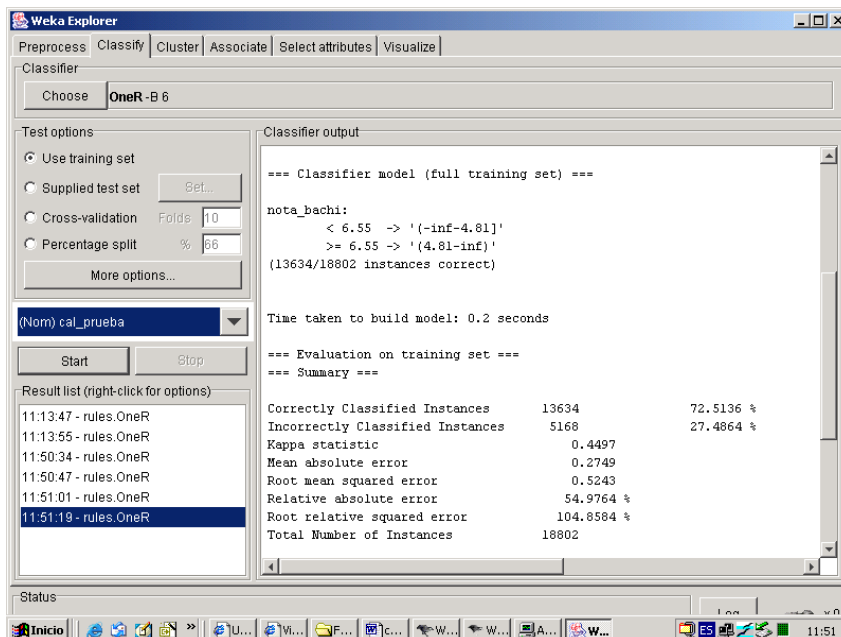 Weka Explorer
Preprocess Classify Cluster Associate Select attributes Visualize
Classifier
Choose OneR -B 6
Test options
Use training set
Supplied test set Set...
Cross-validation Folds 10
Percentage split % 66
More options...
(Nom) cal_prueba
Start Stop
Result list (right-click for options)
11:13:47 - rules.OneR
11:13:55 - rules.OneR
11:50:34 - rules.OneR
11:50:47 - rules.OneR
11:51:01 - rules.OneR
11:51:19 - rules.OneR
Classifier output
=== Classifier model (full training set) ===
nota_bachi:
< 6.55 -> '(-inf-4.81]'
>= 6.55 -> '(4.81-inf)'
(13634/18802 instances correct)
Time taken to build model: 0.2 seconds
=== Evaluation on training set ===
=== Summary ===
Correctly Classified Instances 13634 72.5136 %
Incorrectly Classified Instances 5168 27.4864 %
Kappa statistic 0.4497
Mean absolute error 0.2749
Root mean squared error 0.5243
Relative absolute error 54.9764 %
Root relative squared error 104.8584 %
Total Number of Instances 18802
Status
Log x 0
Inicio » U... Vi... F... c... W... W... A... W... ES 11:51